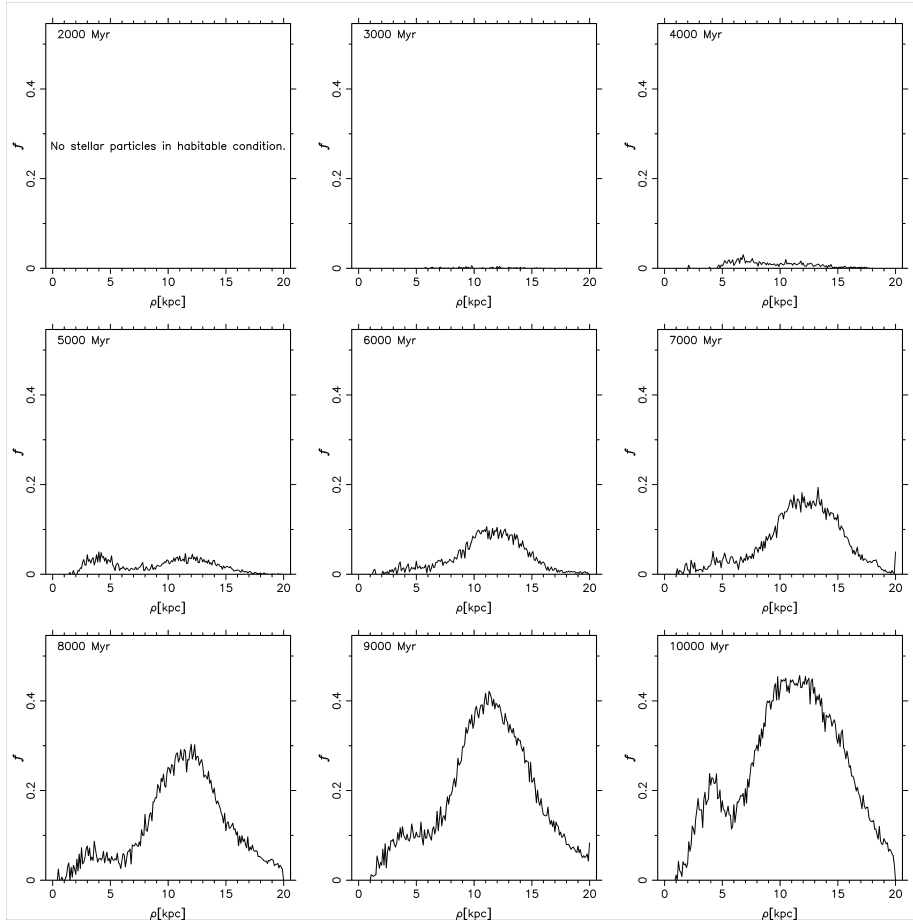 2000 Myr
0.4
f
No stellar particles in habitable condition.
0.2
0
0 5 10 15 20
ρ[kpc]
3000 Myr
0.4
f
0.2
0
0 5 10 15 20
ρ[kpc]
4000 Myr
0.4
f
0.2
0
0 5 10 15 20
ρ[kpc]
5000 Myr
0.4
f
0.2
0
0 5 10 15 20
ρ[kpc]
6000 Myr
0.4
f
0.2
0
0 5 10 15 20
ρ[kpc]
7000 Myr
0.4
f
0.2
0
0 5 10 15 20
ρ[kpc]
8000 Myr
0.4
f
0.2
0
0 5 10 15 20
ρ[kpc]
9000 Myr
0.4
f
0.2
0
0 5 10 15 20
ρ[kpc]
10000 Myr
0.4
f
0.2
0
0 5 10 15 20
ρ[kpc]